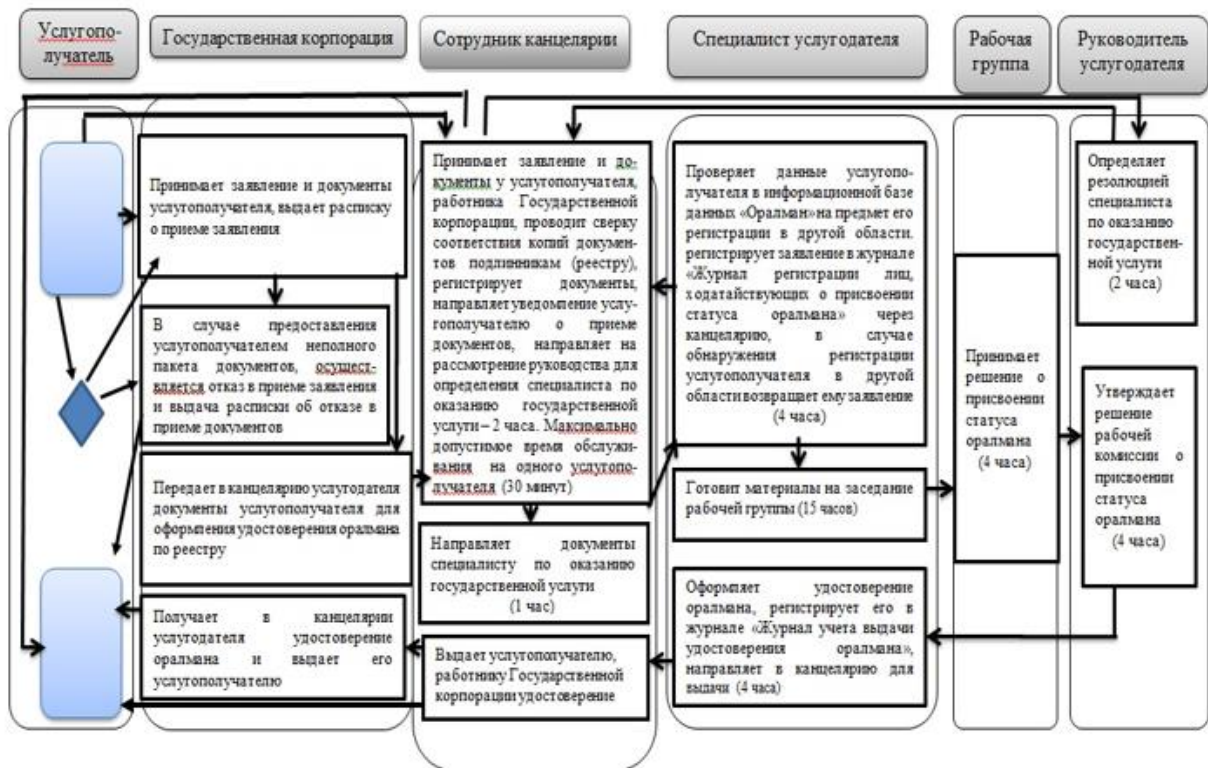 Услугопо-
лучатель
Государственная корпорация
Сотрудник канцелярии
Специалист услугодателя
Рабочая
группа
Руководитель
услугодателя
Принимает заявление и документы
услугополучателя, выдает расписку
о приеме заявления
В случае предоставления
услугополучателем неполного
пакета документов, осущест-
вляется отказ в приеме заявления
и выдача расписки об отказе в
приеме документов
Передает в канцелярию услугодателя
документы услугополучателя для
оформления удостоверения оралмана
по реестру
Получает в канцелярии
услугодателя удостоверение
оралмана и выдает его
услугополучателю
Принимает заявление и до-
кументы у услугополучателя,
работника Государственной
корпорации, проводит сверку
соответствия копий докумен-
тов подлинникам (реестру),
регистрирует документы,
направляет уведомление услу-
гополучателю о приеме
документов, направляет на
рассмотрение руководства для
определения специалиста по
оказанию государственной
услуги – 2 часа. Максимально
допустимое время обслужи-
вания на одного услугопо-
лучателя (30 минут)
Направляет документы
специалисту по оказанию
государственной услуги
(1 час)
Выдает услугополучателю,
работнику Государственной
корпорации удостоверение
Проверяет данные услугопо-
лучателя в информационной базе
данных «Оралман» на предмет его
регистрации в другой области.
регистрирует заявление в журнале
«Журнал регистрации лиц,
ходатайствующих о присвоении
статуса оралмана» через
канцелярию, в случае
обнаружения регистрации
услугополучателя в другой
области возвращает ему заявление
(4 часа)
Готовит материалы на заседание
рабочей группы (15 часов)
Оформляет удостоверение
оралмана, регистрирует его в
журнале «Журнал учета выдачи
удостоверения оралмана»,
направляет в канцелярию для
выдачи (4 часа)
Принимает
решение о
присвоении
статуса
оралмана
(4 часа)
Определяет
резолюцией
специалиста
по оказанию
государствен-
ной услуги
(2 часа)
Утверждает
решение
рабочей
комиссии о
присвоении
статуса
оралмана
(4 часа)